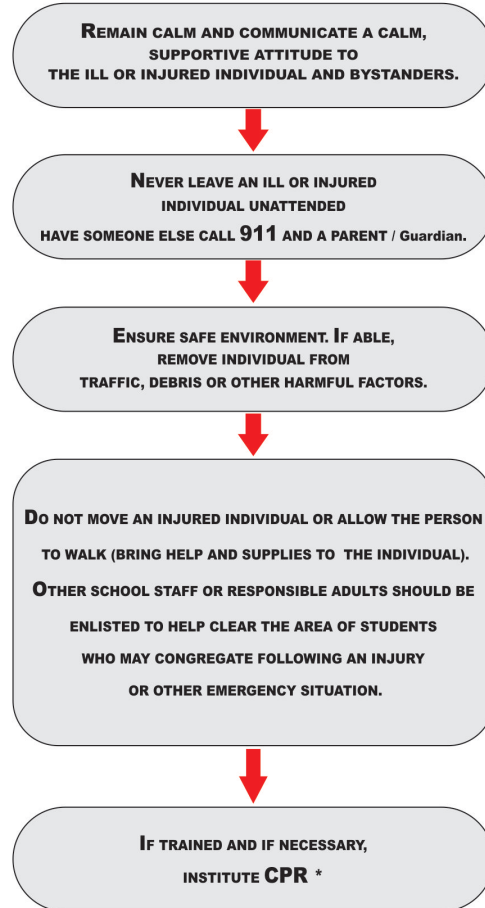 REMAIN CALM AND COMMUNICATE A CALM,
SUPPORTIVE ATTITUDE TO
THE ILL OR INJURED INDIVIDUAL AND BYSTANDERS.
NEVER LEAVE AN ILL OR INJURED
INDIVIDUAL UNATTENDED
HAVE SOMEONE ELSE CALL 911 AND A PARENT / Guardian.
ENSURE SAFE ENVIRONMENT. IF ABLE,
REMOVE INDIVIDUAL FROM
TRAFFIC, DEBRIS OR OTHER HARMFUL FACTORS.
DO NOT MOVE AN INJURED INDIVIDUAL OR ALLOW THE PERSON
TO WALK (BRING HELP AND SUPPLIES TO THE INDIVIDUAL).
OTHER SCHOOL STAFF OR RESPONSIBLE ADULTS SHOULD BE
ENLISTED TO HELP CLEAR THE AREA OF STUDENTS
WHO MAY CONGREGATE FOLLOWING AN INJURY
OR OTHER EMERGENCY SITUATION.
IF TRAINED AND IF NECESSARY,
INSTITUTE CPR *